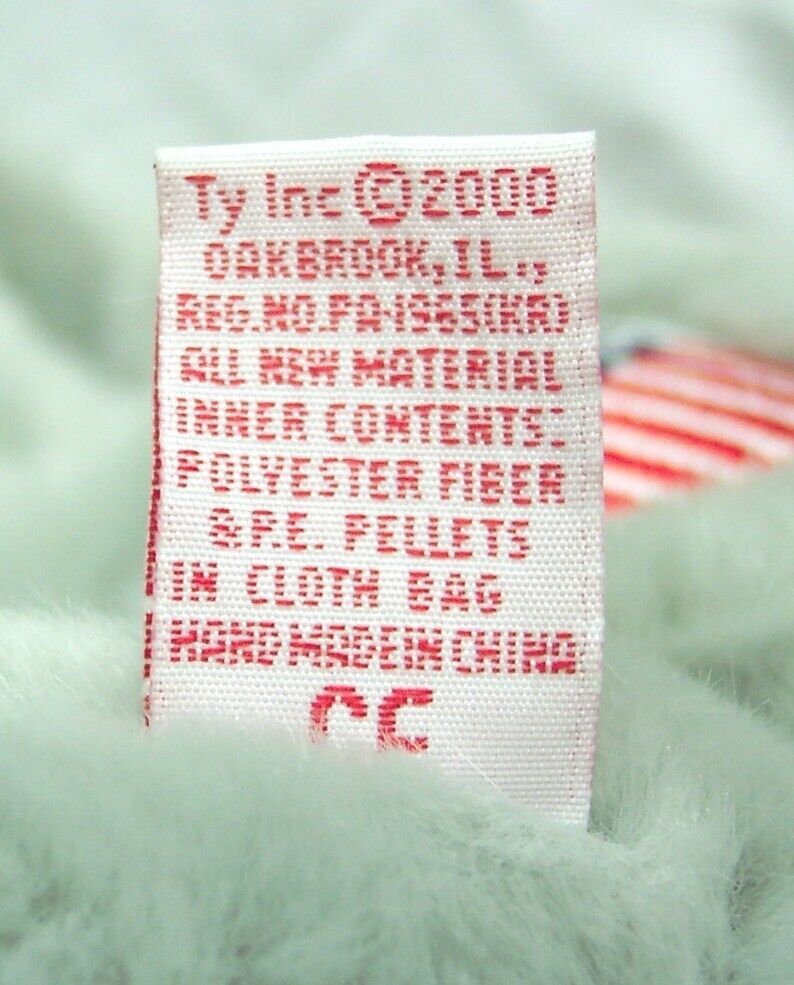 Ty Inc ©2000
OAKBROOK, IL.,
REG.NO.PA-1965(KR)
ALL NEW MATERIAL
INNER CONTENTS:
POLYESTER FIBER
& P.E. PELLETS
IN CLOTH BAG
HAND MADE IN CHINA
CE